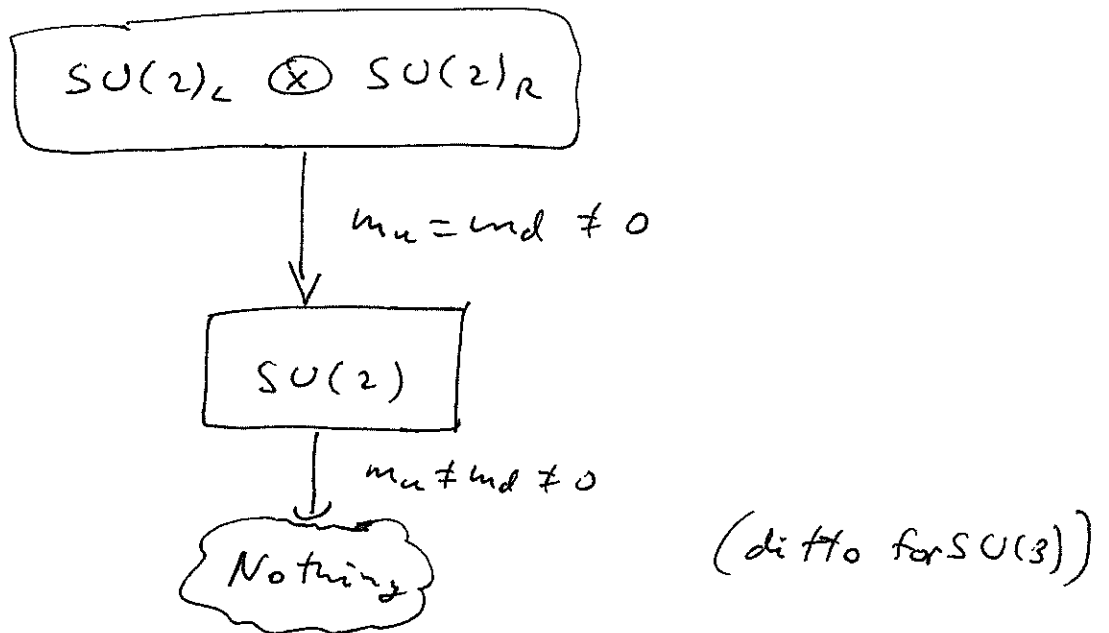 SU(2)_L ⊗ SU(2)_R
m_u = m_d ≠ 0
SU(2)
m_u ≠ m_d ≠ 0
Nothing
(ditto for SU(3))